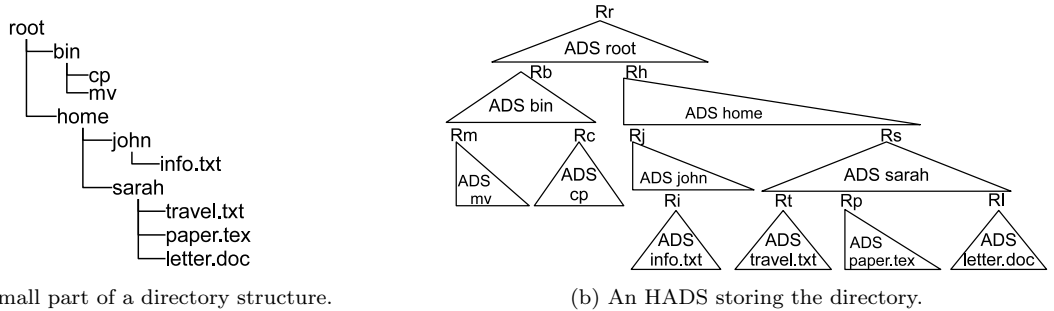 root
bin
cp
mv
home
john
info.txt
sarah
travel.txt
paper.tex
letter.doc
mall part of a directory structure.
Rr
ADS root
Rb
Rh
ADS bin
ADS home
Rm
Rc
Rj
Rs
ADS
mv
ADS
cp
ADS john
ADS sarah
Ri
Rt
Rp
Rl
ADS
info.txt
ADS
travel.txt
ADS
paper.tex
ADS
letter.doc
(b) An HADS storing the directory.